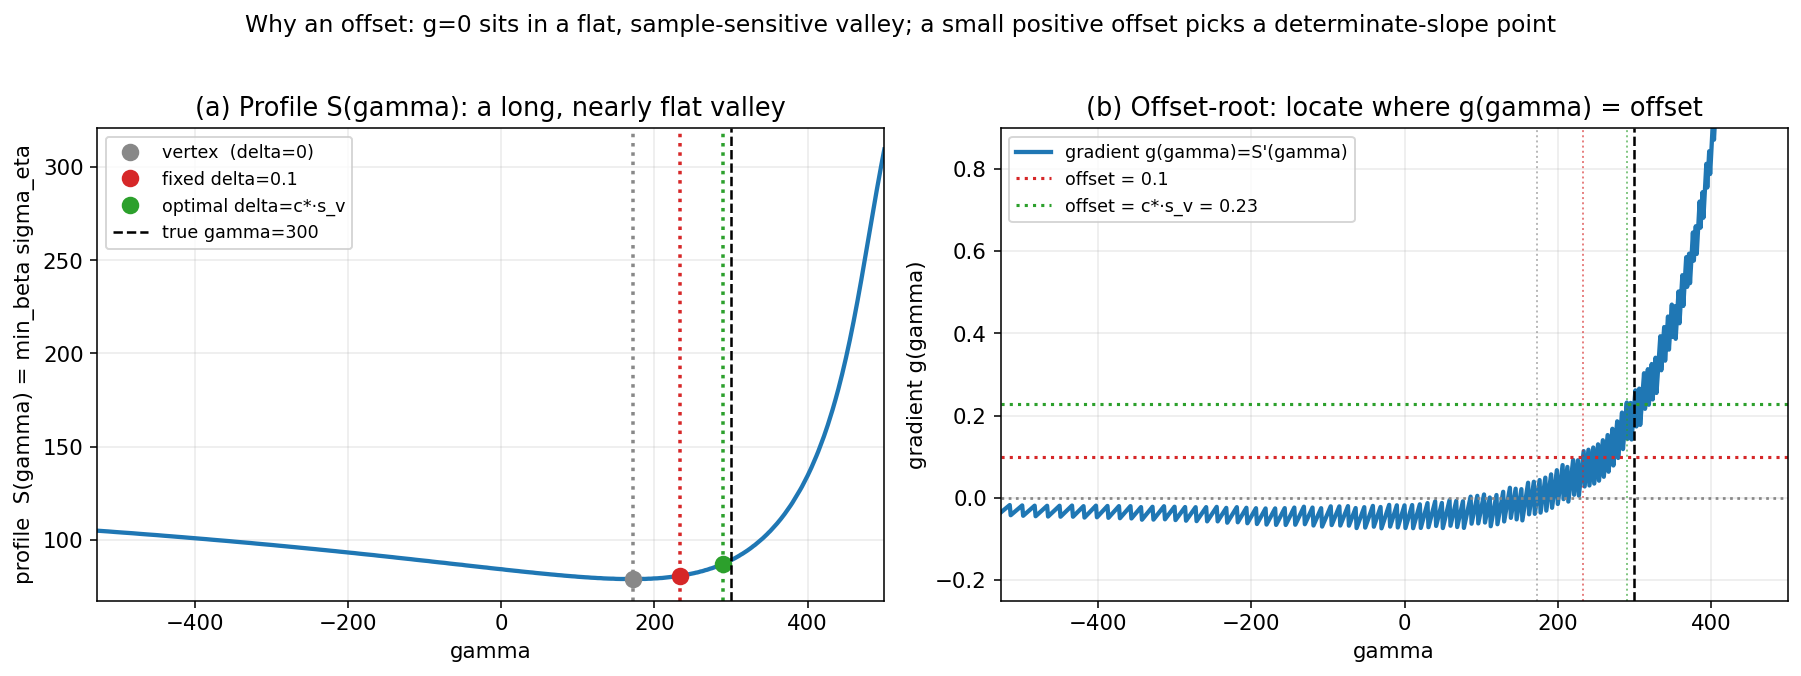 Why an offset: g=0 sits in a flat, sample-sensitive valley; a small positive offset picks a determinate-slope point
(a) Profile S(gamma): a long, nearly flat valley
vertex  (delta=0)
fixed delta=0.1
optimal delta=c*·s_v
true gamma=300
profile  S(gamma) = min_beta sigma_eta
300
250
200
150
100
−400
−200
0
200
400
gamma
(b) Offset-root: locate where g(gamma) = offset
gradient g(gamma)=S'(gamma)
offset = 0.1
offset = c*·s_v = 0.23
gradient g(gamma)
0.8
0.6
0.4
0.2
0.0
−0.2
−400
−200
0
200
400
gamma